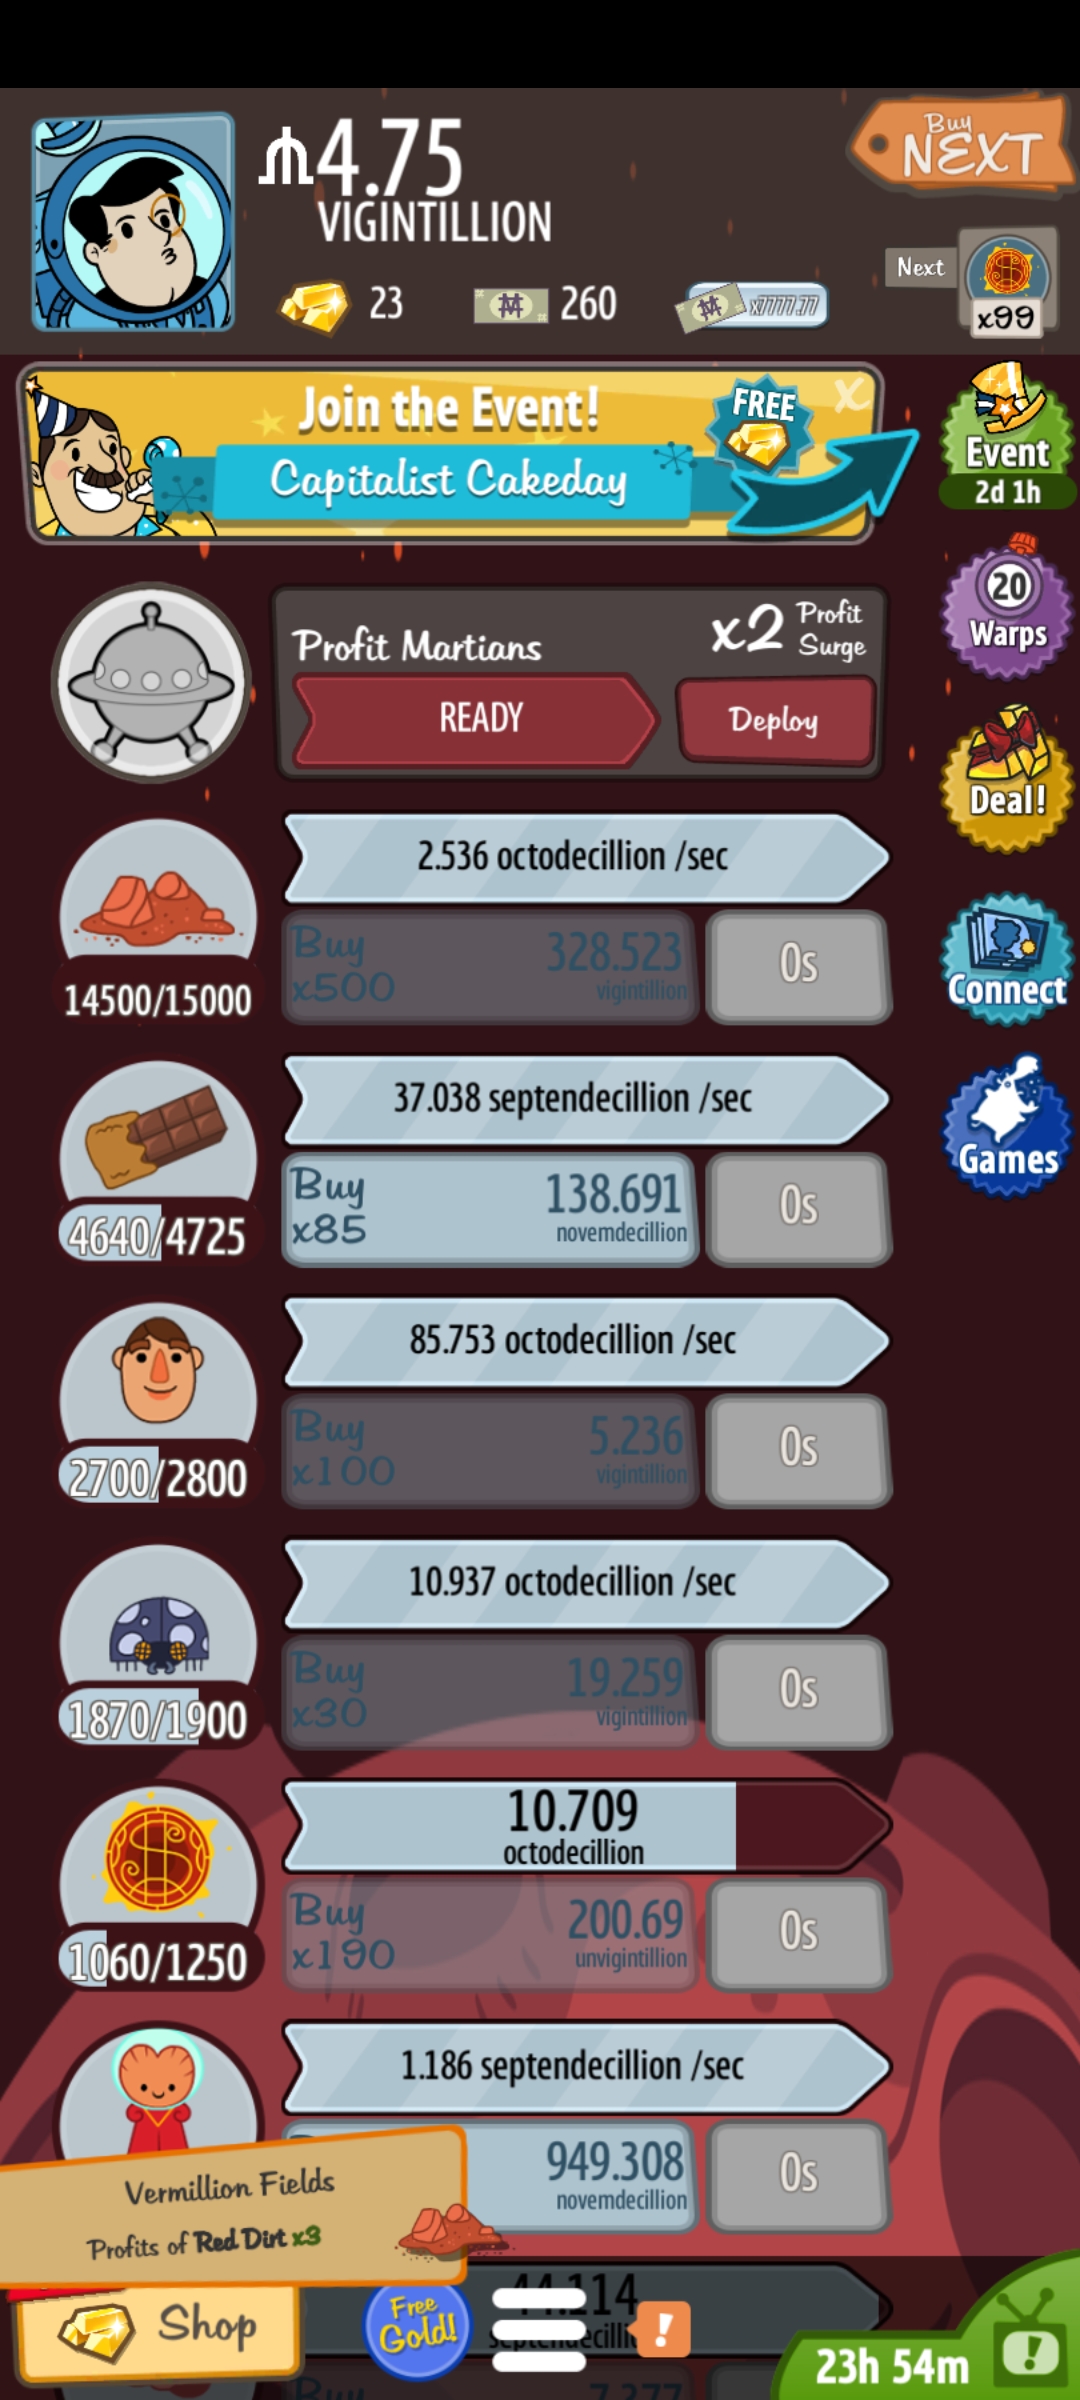 ₼4.75
VIGINTILLION
Buy
NEXT
23
260
x7777.77
Next
x99
Join the Event!
Capitalist Cakeday
FREE
x
Event
2d 1h
20
Warps
Profit Martians
x2 Profit
Surge
READY
Deploy
Deal!
2.536 octodecillion /sec
Buy
x500
328.523
vigintillion
0s
14500/15000
Connect
37.038 septendecillion /sec
Buy
x85
138.691
novemdecillion
0s
4640/4725
Games
85.753 octodecillion /sec
Buy
x100
5.236
vigintillion
0s
2700/2800
10.937 octodecillion /sec
Buy
x30
19.259
vigintillion
0s
1870/1900
10.709
octodecillion
Buy
x190
200.69
unvigintillion
0s
1060/1250
1.186 septendecillion /sec
949.308
novemdecillion
0s
Vermillion Fields
Profits of Red Dirt x3
Shop
Free
Gold!
!
23h 54m
!
Buy
7.377